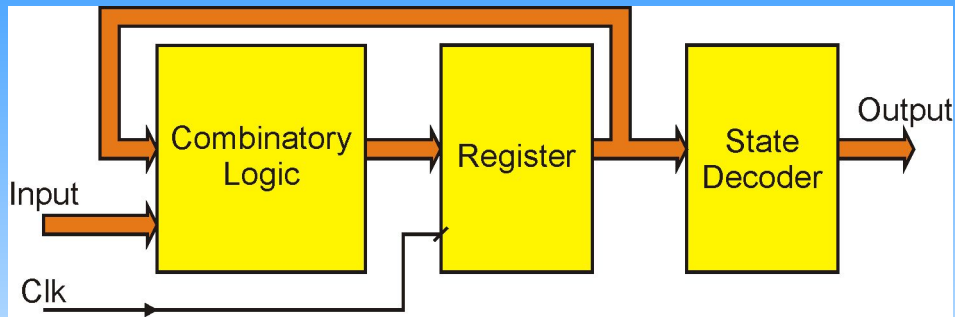 Combinatory
Logic
Register
State
Decoder
Output
Input
Clk